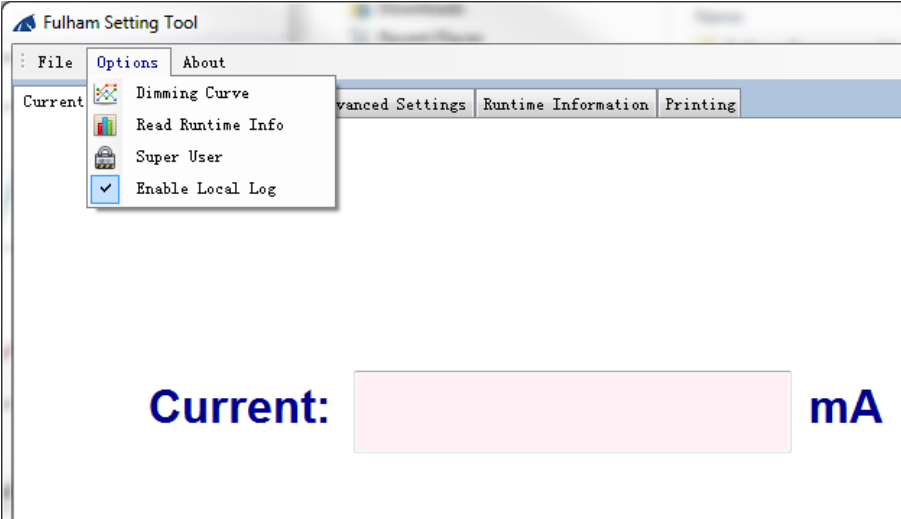 Fulham Setting Tool
File Options About
Current
Dimming Curve
Read Runtime Info
Super User
Enable Local Log
vanced Settings Runtime Information Printing
Current: mA